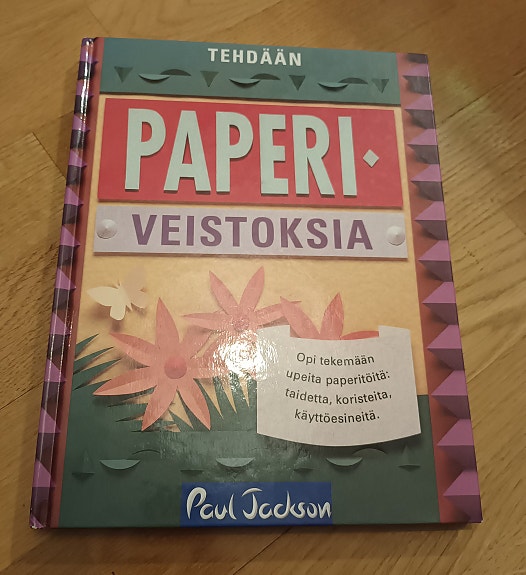 TEHDÄÄN
PAPERI-
VEISTOKSIA
Opi tekemään
upeita paperitöitä:
taidetta, koristeita,
käyttöesineitä.
Paul Jackson